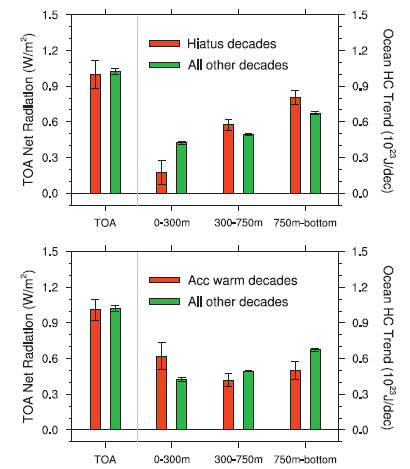 1.5
1.2
0.9
0.6
0.3
0.0
TOA Net Radiation (W/m²)
Hiatus decades
All other decades
1.5
1.2
0.9
0.6
0.3
0.0
Ocean HC Trend (10²³J/dec)
TOA 0-300m 300-750m 750m-bottom
1.5
1.2
0.9
0.6
0.3
0.0
TOA Net Radiation (W/m²)
Acc warm decades
All other decades
1.5
1.2
0.9
0.6
0.3
0.0
Ocean HC Trend (10²³J/dec)
TOA 0-300m 300-750m 750m-bottom